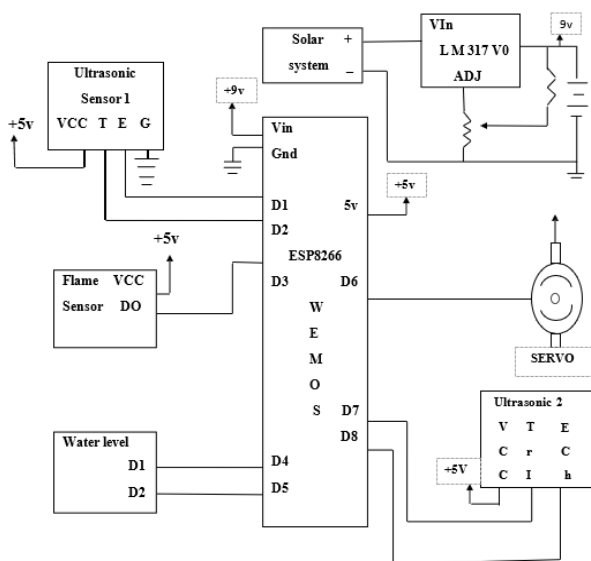 Solar +
system –
VIn
L M 317 V0
ADJ
9v
Ultrasonic
Sensor 1
VCC T E G
+5v
+9v
Vin
Gnd
D1
D2
5v
+5v
ESP8266
D3
D6
W
E
M
O
S
D7
D8
D4
D5
+5v
Flame VCC
Sensor DO
Water level
D1
D2
SERVO
Ultrasonic 2
V T E
C r C
C I h
+5V